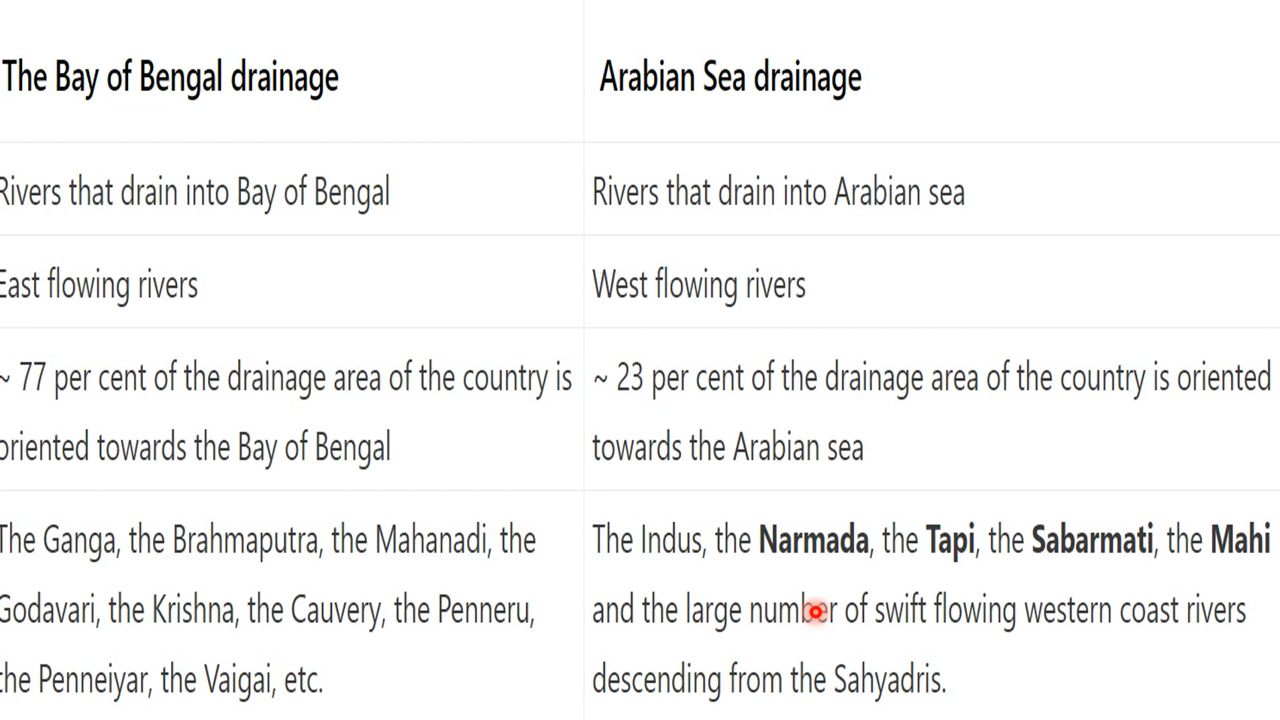 The Bay of Bengal drainage
Arabian Sea drainage
Rivers that drain into Bay of Bengal
Rivers that drain into Arabian sea
East flowing rivers
West flowing rivers
~ 77 per cent of the drainage area of the country is
oriented towards the Bay of Bengal
~ 23 per cent of the drainage area of the country is oriented
towards the Arabian sea
The Ganga, the Brahmaputra, the Mahanadi, the
Godavari, the Krishna, the Cauvery, the Penneru,
the Penneiyar, the Vaigai, etc.
The Indus, the Narmada, the Tapi, the Sabarmati, the Mahi
and the large number of swift flowing western coast rivers
descending from the Sahyadris.